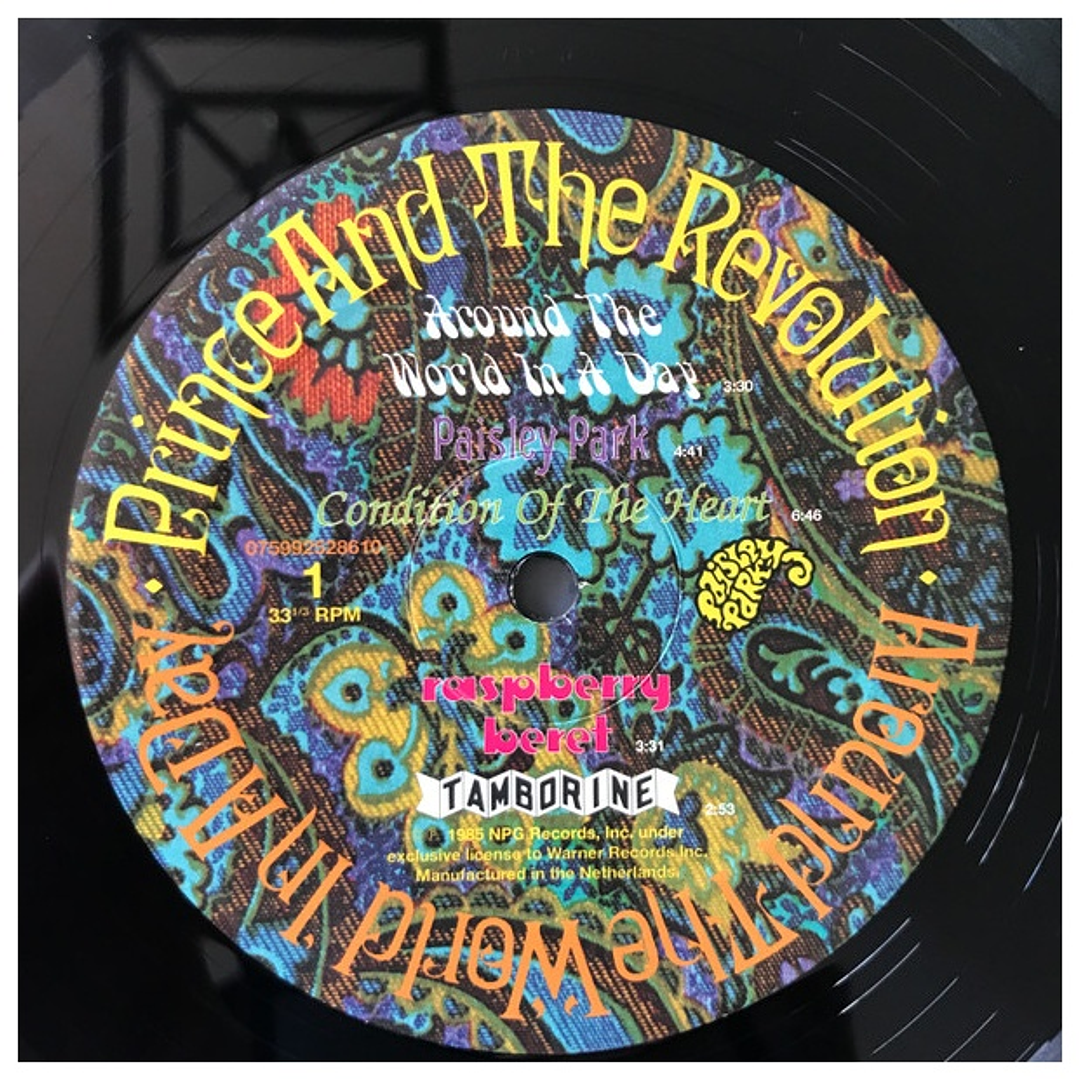 Prince And The Revolution
Around The
World In A Day 3:30
Paisley Park 4:41
Condition Of The Heart 6:46
075992528610
1
33 1/3 RPM
PAISLEY
PARK
raspberry
beret 3:31
TAMBORINE 2:53
℗ 1985 NPG Records, Inc. under
exclusive license to Warner Records Inc.
Manufactured in the Netherlands.
Around The World In A Day